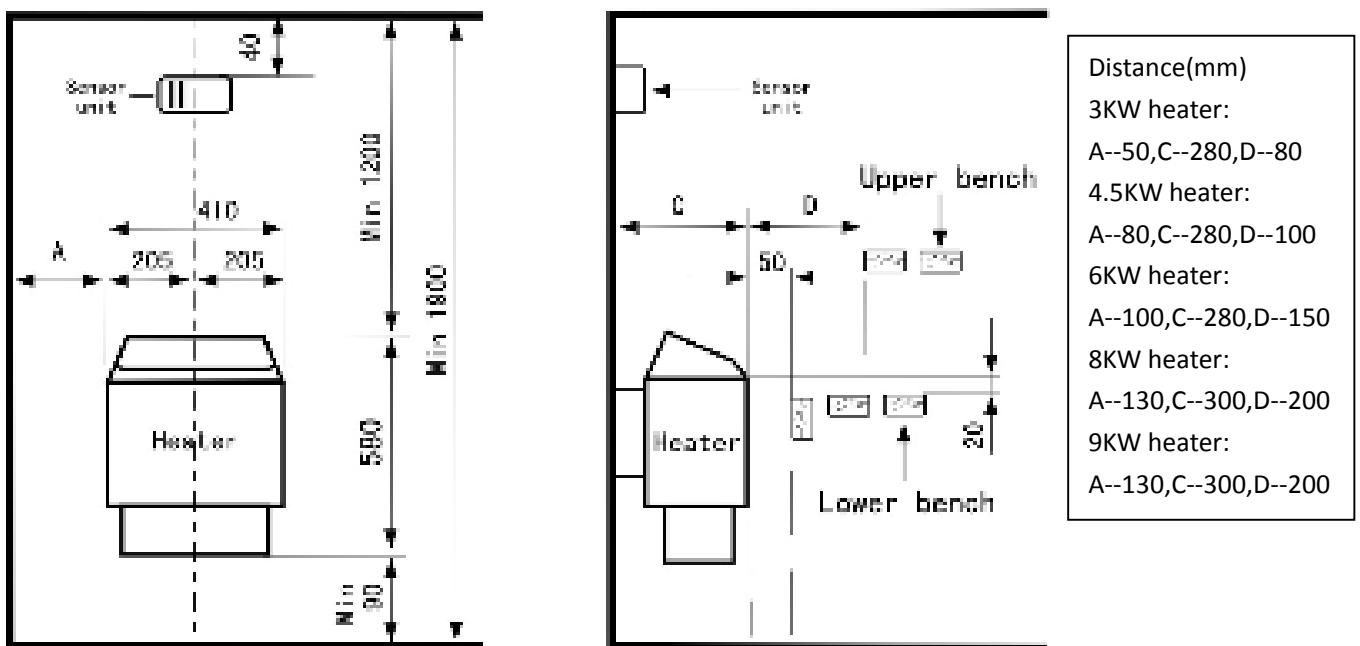 40
Sensor
unit
410
A
205
205
Min 1200
Min 1900
Heater
580
Min
90
Sensor
unit
Upper bench
C
D
50
Heater
20
Lower bench
Distance(mm)
3KW heater:
A--50,C--280,D--80
4.5KW heater:
A--80,C--280,D--100
6KW heater:
A--100,C--280,D--150
8KW heater:
A--130,C--300,D--200
9KW heater:
A--130,C--300,D--200